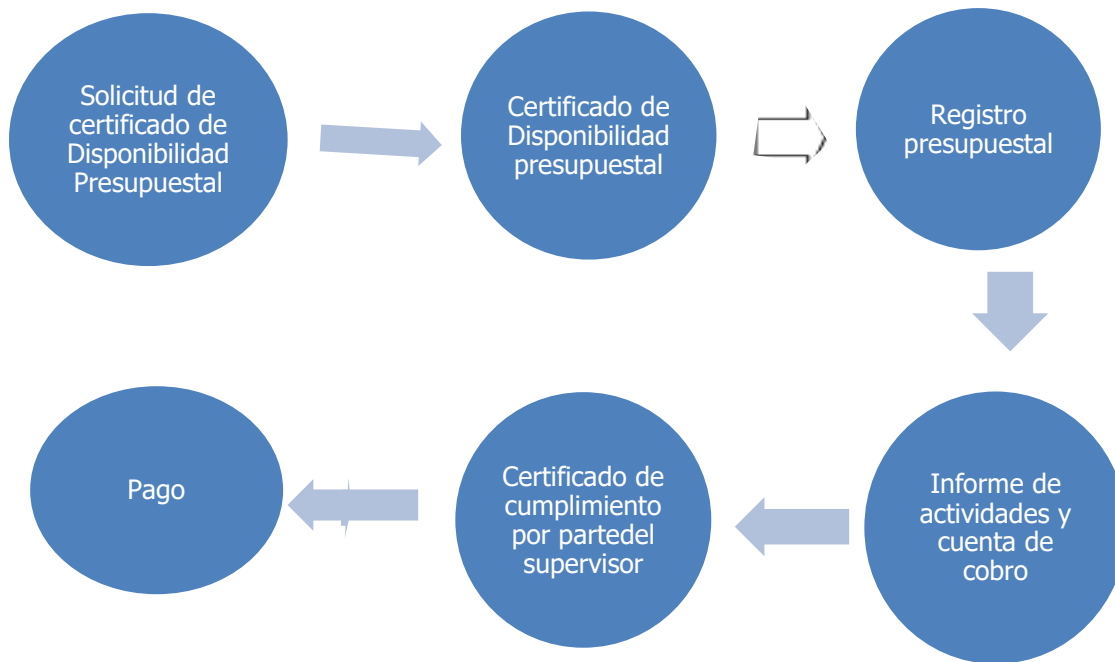 Solicitud de
certificado de
Disponibilidad
Presupuestal
Certificado de
Disponibilidad
presupuestal
Registro
presupuestal
Informe de
actividades y
cuenta de
cobro
Certificado de
cumplimiento
por partedel
supervisor
Pago